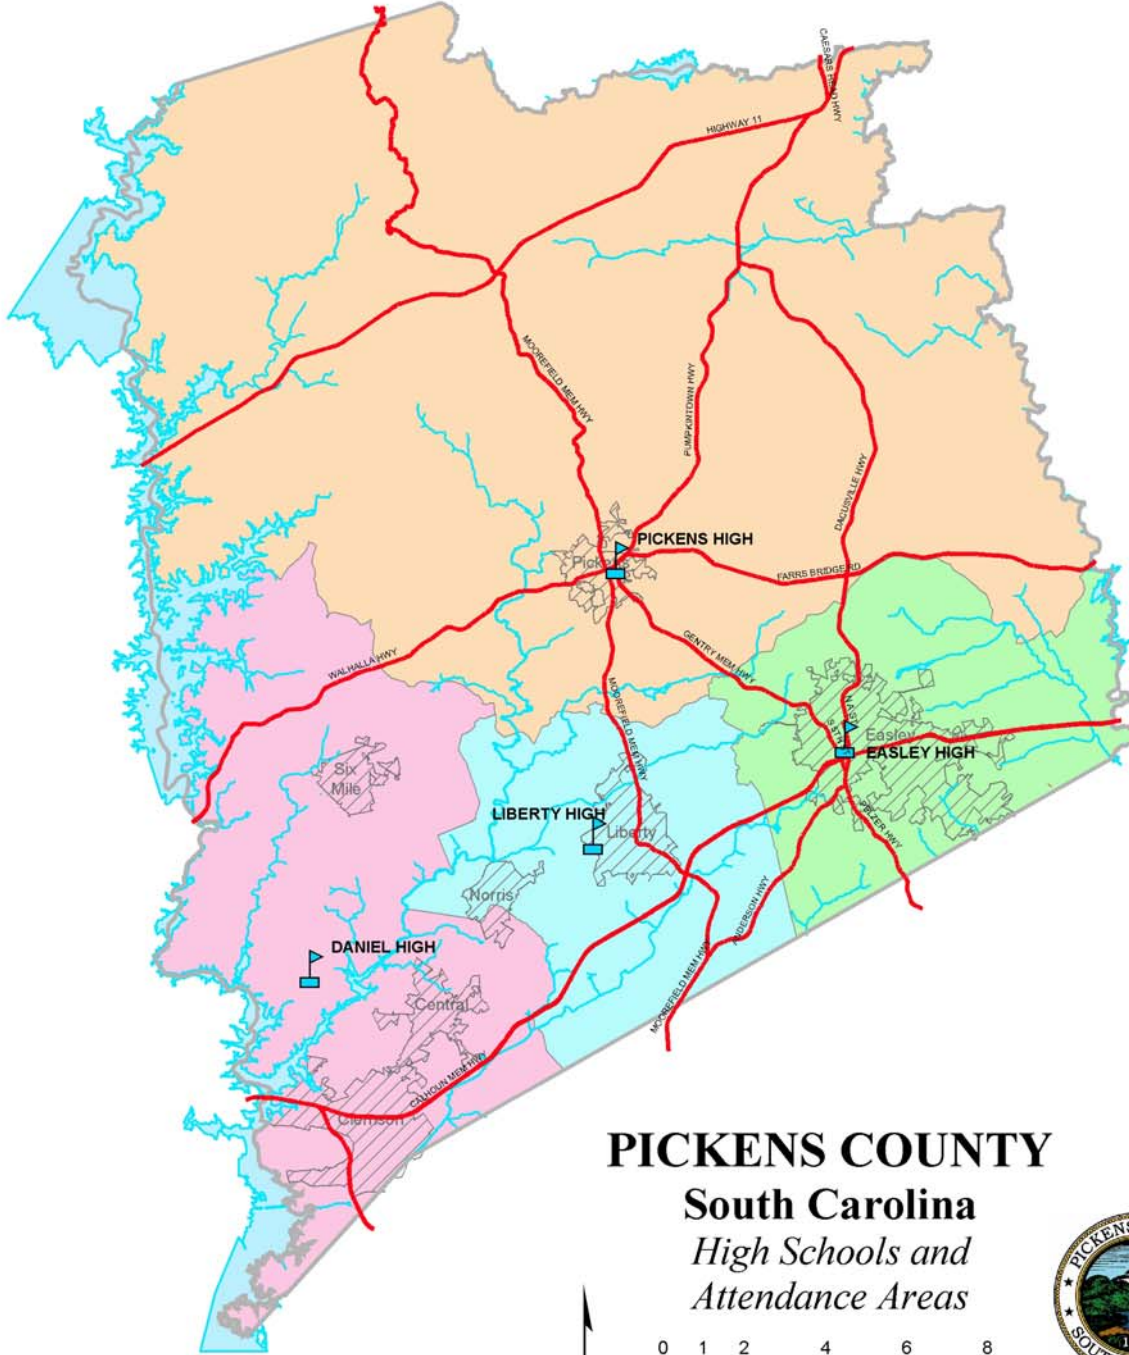 CAESARS HEAD HWY
HIGHWAY 11
MOOREFIELD MEM HWY
PUMPKINTOWN HWY
DACUSVILLE HWY
PICKENS HIGH
Pickens
FARRS BRIDGE RD
GENTRY MEM HWY
WALHALLA HWY
MOOREFIELD MEM HWY
Easley
EASLEY HIGH
Six
Mile
LIBERTY HIGH
Liberty
PELZER HWY
Norris
ANDERSON HWY
DANIEL HIGH
MOOREFIELD MEM HWY
Central
CALHOUN MEM HWY
Clemson
PICKENS COUNTY
South Carolina
High Schools and
Attendance Areas
0 1 2 4 6 8
PICKENS
SOUT